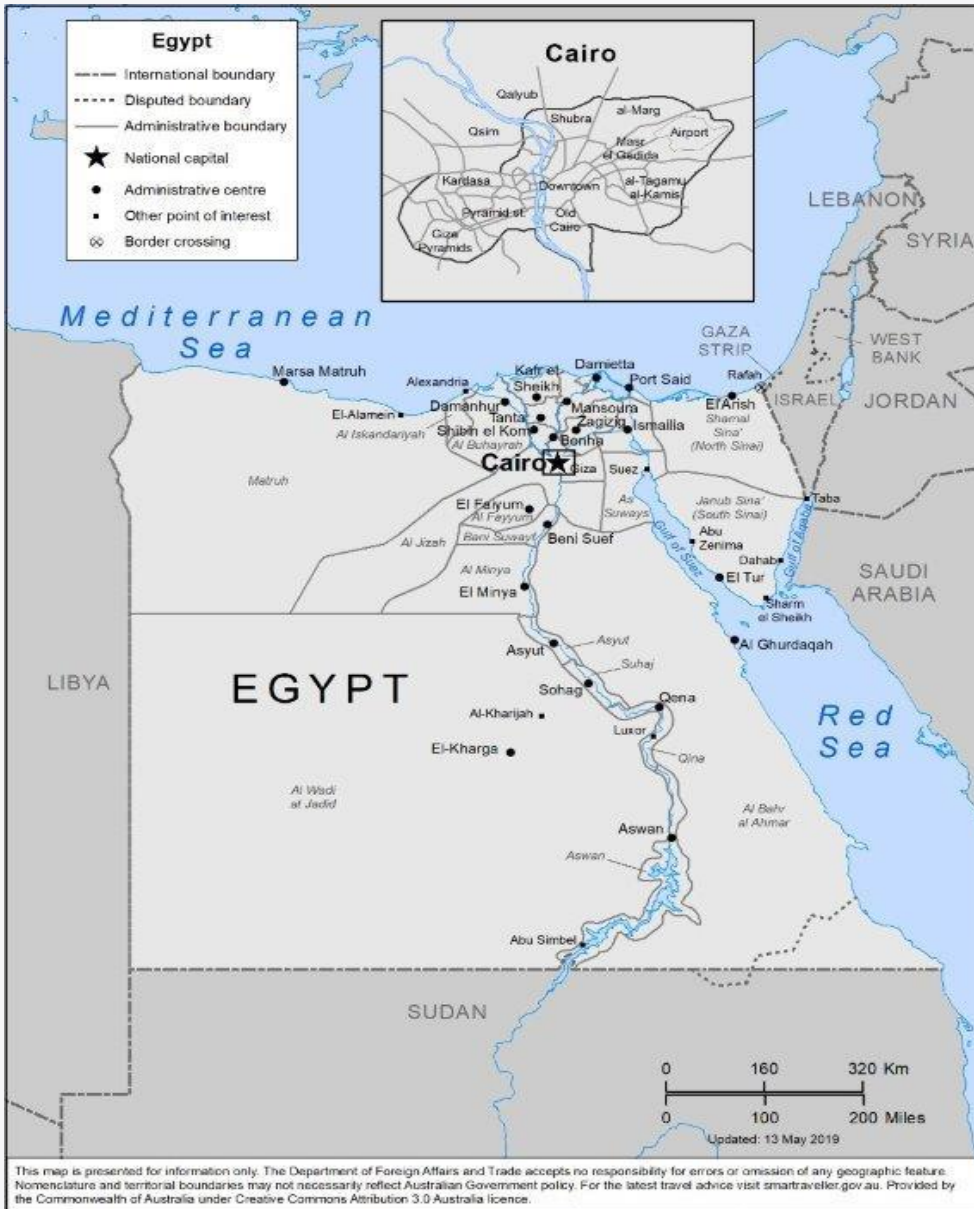 Egypt
International boundary
Disputed boundary
Administrative boundary
National capital
Administrative centre
Other point of interest
Border crossing
Cairo
Qalyub
Shubra
al-Marg
Qsim
Airport
Masr
el Gedida
Kardasa
Downtown
al-Tagamu
al-Kamis
Pyramid st.
Old
Cairo
Giza
Pyramids
LEBANON
SYRIA
Mediterranean
Sea
GAZA
STRIP
WEST
BANK
Rafah
ISRAEL
JORDAN
Marsa Matruh
Alexandria
Kafr el
Sheikh
Damietta
Port Said
El Arish
Shamal
Sina'
(North Sinai)
El-Alamein
Damanhur
Mansoura
Tanta
Zagizig
Al Iskandariyah
Shibin el Kom
Ismailia
Al Buhayrah
Benha
Cairo
Giza
Suez
Matruh
As
Suways
Janub Sina'
(South Sinai)
Taba
El Faiyum
Al Fayyum
Al Jizah
Bani Suwayf
Beni Suef
Abu
Zenima
Gulf of Suez
Gulf of Aqaba
Dahab
Al Minya
El Minya
El Tur
Sharm
el Sheikh
SAUDI
ARABIA
Al Ghurdaqah
Asyut
Asyut
Suhaj
LIBYA
EGYPT
Sohag
Qena
Al-Kharijah
Luxor
Red
Sea
El-Kharga
Qina
Al Wadi
at Jadid
Al Bahr
al Ahmar
Aswan
Aswan
Abu Simbel
SUDAN
0 160 320 Km
0 100 200 Miles
Updated: 13 May 2019
This map is presented for information only. The Department of Foreign Affairs and Trade accepts no responsibility for errors or omission of any geographic feature.
Nomenclature and territorial boundaries may not necessarily reflect Australian Government policy. For the latest travel advice visit smartraveller.gov.au. Provided by
the Commonwealth of Australia under Creative Commons Attribution 3.0 Australia licence.